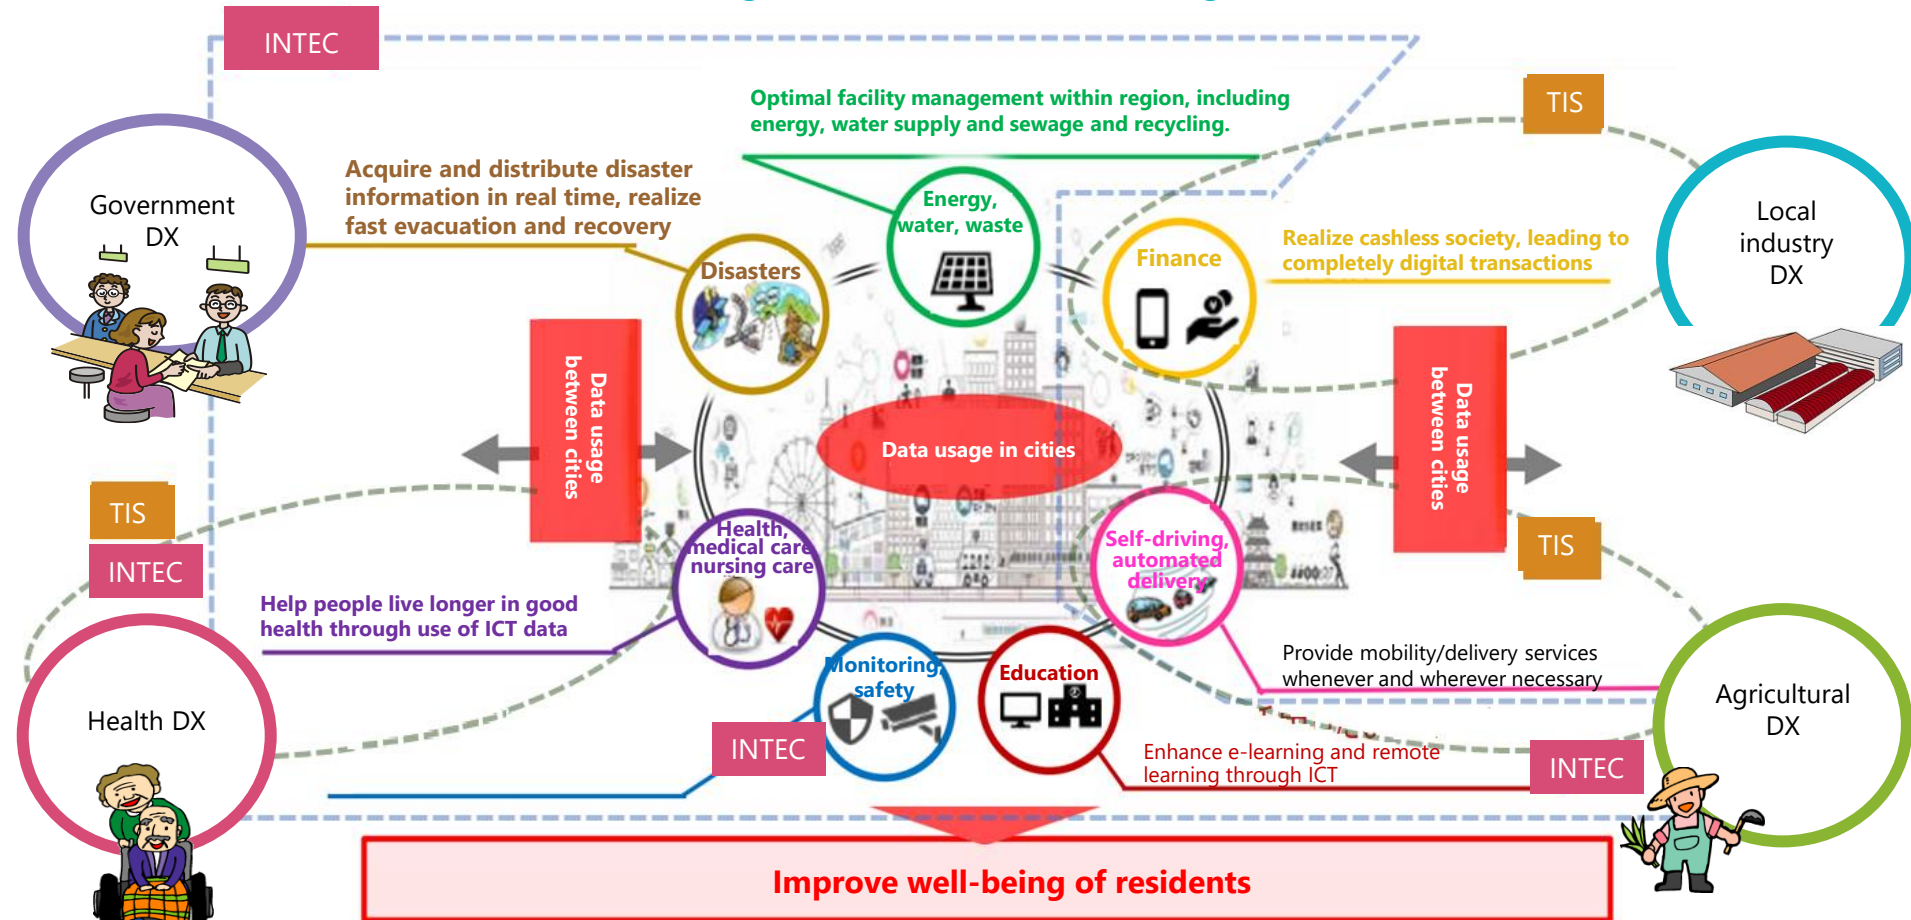 INTEC
TIS
Optimal facility management within region, including
energy, water supply and sewage and recycling.
Acquire and distribute disaster
information in real time, realize
fast evacuation and recovery
Government
DX
Energy,
water, waste
Local
industry
DX
Disasters
Finance
Realize cashless society, leading to
completely digital transactions
Data usage
between cities
Data usage in cities
Data usage
between cities
TIS
INTEC
TIS
Health,
medical care
nursing care
Self-driving,
automated
delivery
Help people live longer in good
health through use of ICT data
Monitoring,
safety
Education
Provide mobility/delivery services
whenever and wherever necessary
Health DX
Agricultural
DX
INTEC
Enhance e-learning and remote
learning through ICT
INTEC
Improve well-being of residents